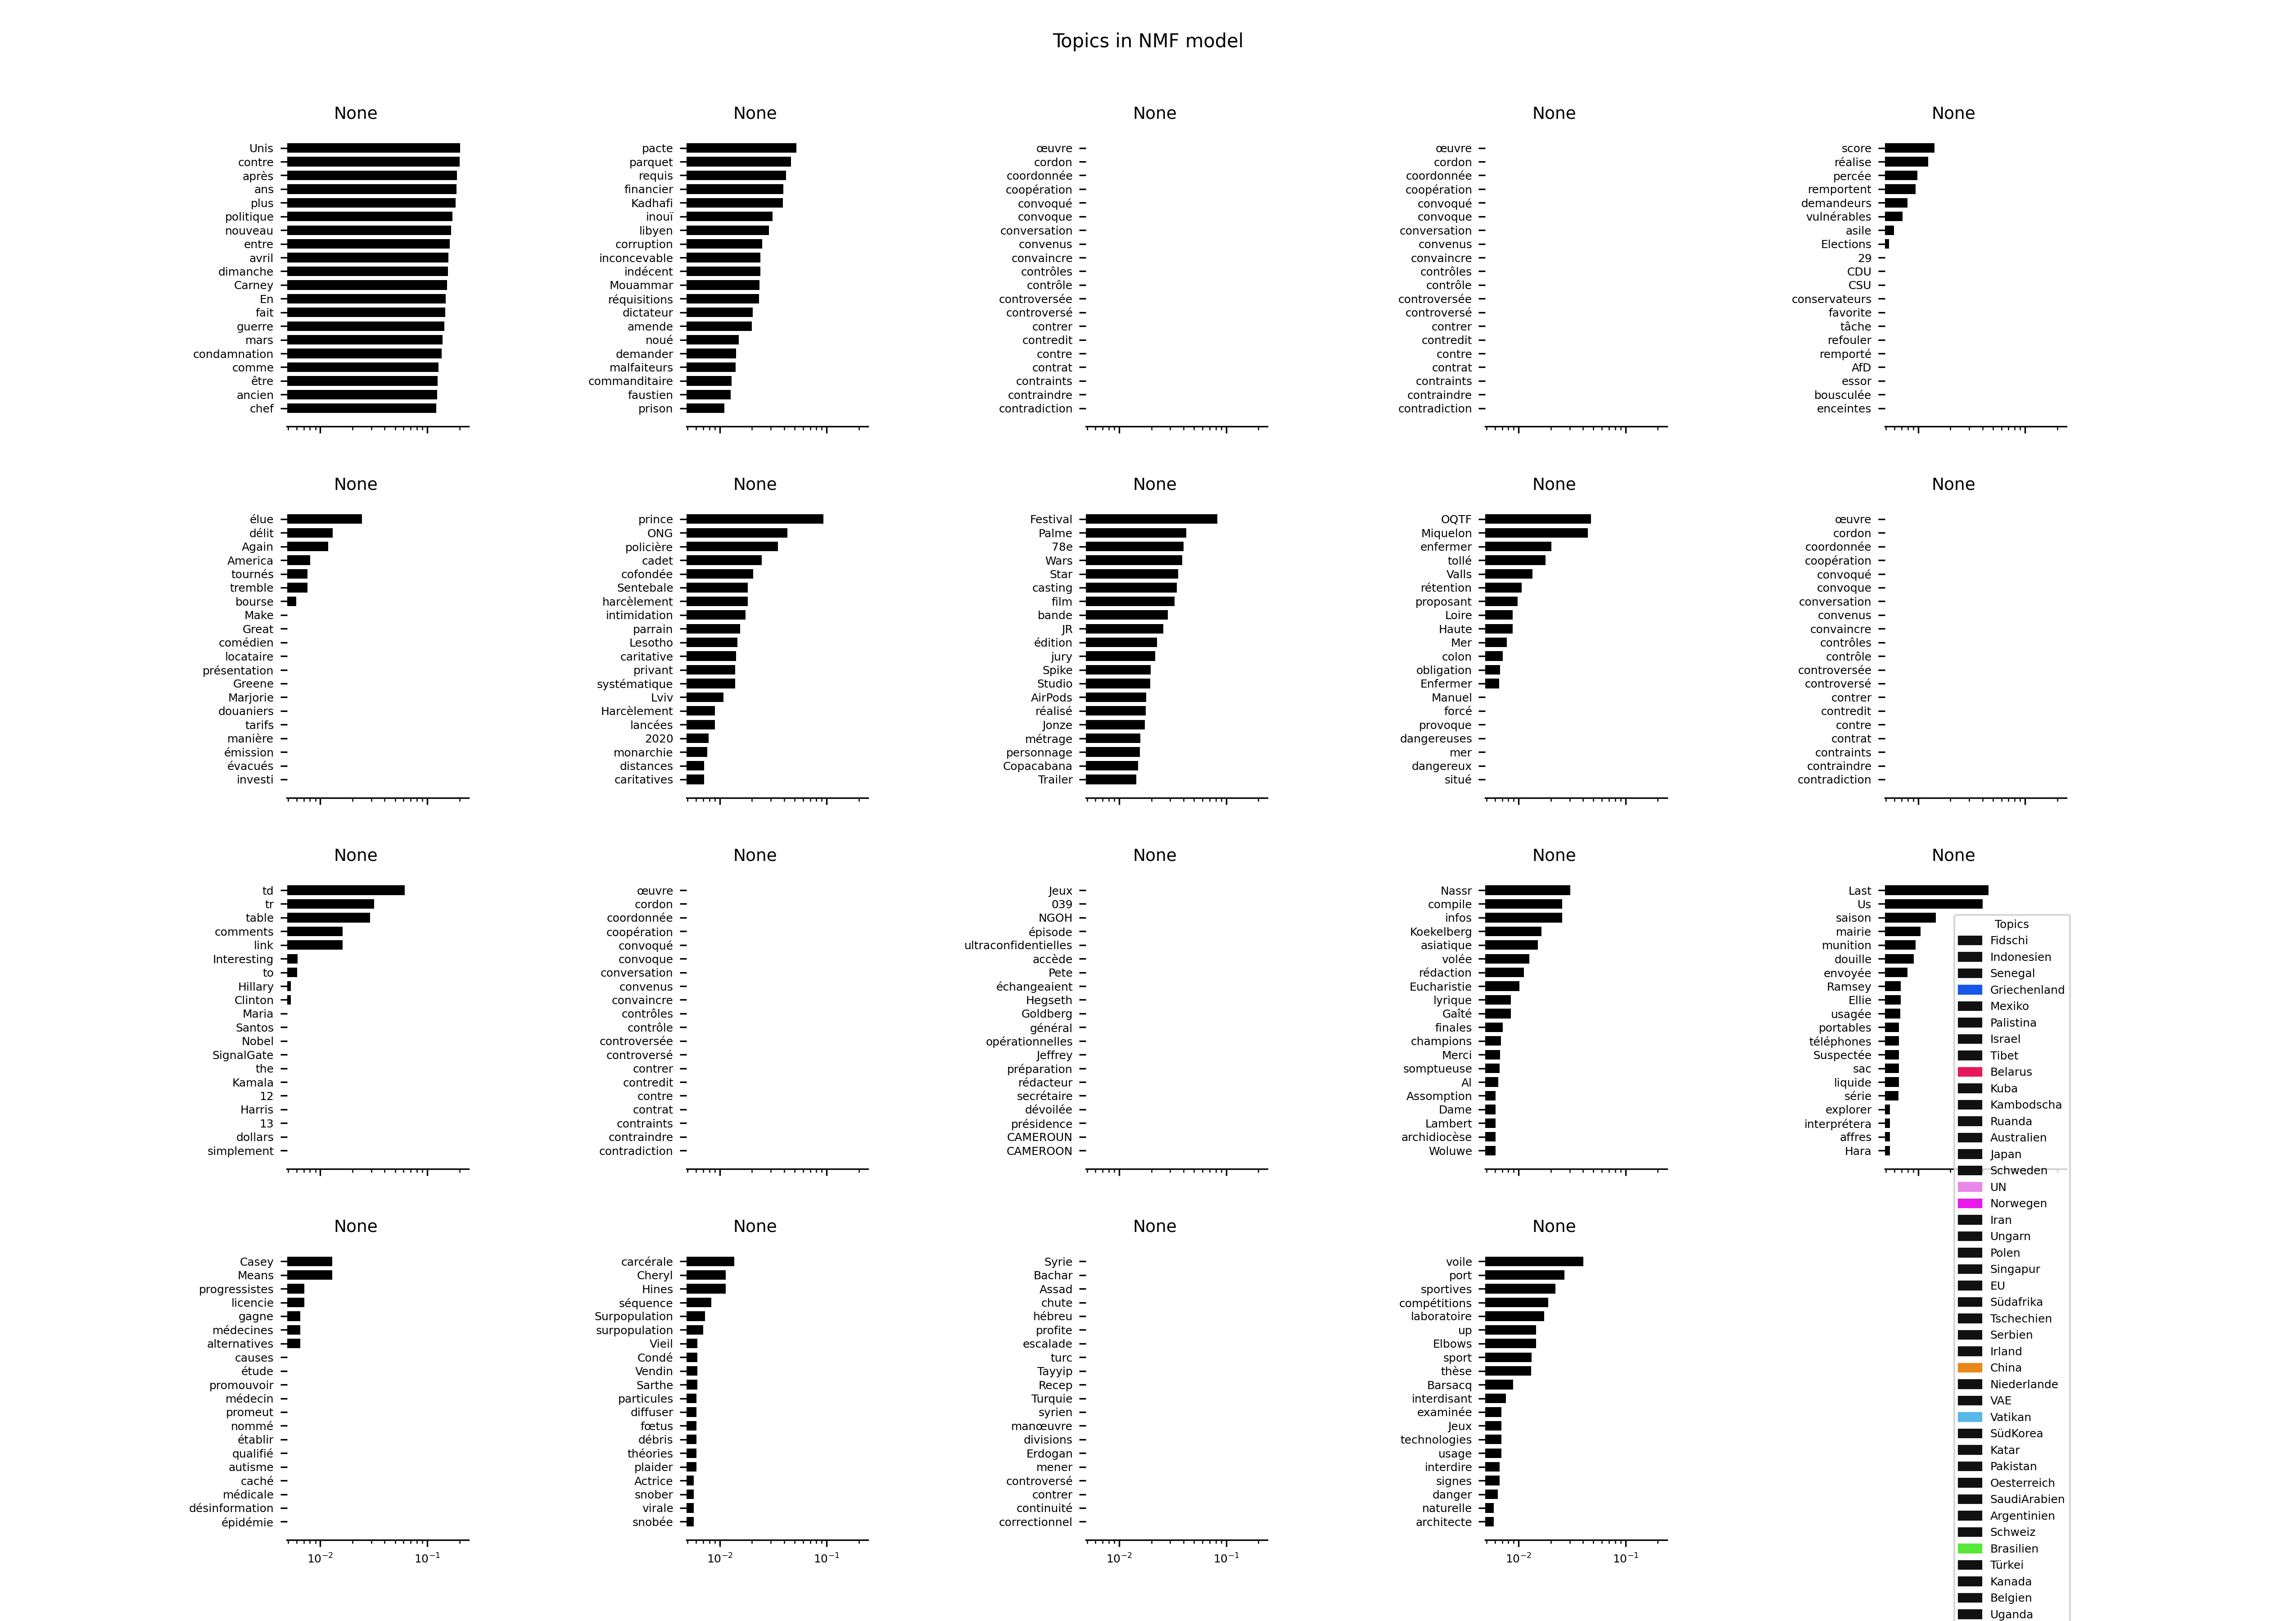 Topics in NMF model
None
Unis
contre
après
ans
plus
politique
nouveau
entre
avril
dimanche
Carney
En
fait
guerre
mars
condamnation
comme
être
ancien
chef
None
pacte
parquet
requis
financier
Kadhafi
inouï
libyen
corruption
inconcevable
indécent
Mouammar
réquisitions
dictateur
amende
noué
demander
malfaiteurs
commanditaire
faustien
prison
None
œuvre
cordon
coordonnée
coopération
convoqué
convoque
conversation
convenus
convaincre
contrôles
contrôle
controversée
controversé
contrer
contredit
contre
contrat
contraints
contraindre
contradiction
None
œuvre
cordon
coordonnée
coopération
convoqué
convoque
conversation
convenus
convaincre
contrôles
contrôle
controversée
controversé
contrer
contredit
contre
contrat
contraints
contraindre
contradiction
None
score
réalise
percée
remportent
demandeurs
vulnérables
asile
Elections
29
CDU
CSU
conservateurs
favorite
tâche
refouler
remporté
AfD
essor
bousculée
enceintes
None
élue
délit
Again
America
tournés
tremble
bourse
Make
Great
comédien
locataire
présentation
Greene
Marjorie
douaniers
tarifs
manière
émission
évacués
investi
None
prince
ONG
policière
cadet
cofondée
Sentebale
harcèlement
intimidation
parrain
Lesotho
caritative
privant
systématique
Lviv
Harcèlement
lancées
2020
monarchie
distances
caritatives
None
Festival
Palme
78e
Wars
Star
casting
film
bande
JR
édition
jury
Spike
Studio
AirPods
réalisé
Jonze
métrage
personnage
Copacabana
Trailer
None
OQTF
Miquelon
enfermer
tollé
Valls
rétention
proposant
Loire
Haute
Mer
colon
obligation
Enfermer
Manuel
forcé
provoque
dangereuses
mer
dangereux
situé
None
œuvre
cordon
coordonnée
coopération
convoqué
convoque
conversation
convenus
convaincre
contrôles
contrôle
controversée
controversé
contrer
contredit
contre
contrat
contraints
contraindre
contradiction
None
td
tr
table
comments
link
Interesting
to
Hillary
Clinton
Maria
Santos
Nobel
SignalGate
the
Kamala
12
Harris
13
dollars
simplement
None
œuvre
cordon
coordonnée
coopération
convoqué
convoque
conversation
convenus
convaincre
contrôles
contrôle
controversée
controversé
contrer
contredit
contre
contrat
contraints
contraindre
contradiction
None
Jeux
039
NGOH
épisode
ultraconfidentielles
accède
Pete
échangeaient
Hegseth
Goldberg
général
opérationnelles
Jeffrey
préparation
rédacteur
secrétaire
dévoilée
présidence
CAMEROUN
CAMEROON
None
Nassr
compile
infos
Koekelberg
asiatique
volée
rédaction
Eucharistie
lyrique
Gaîté
finales
champions
Merci
somptueuse
Al
Assomption
Dame
Lambert
archidiocèse
Woluwe
None
Last
Us
saison
mairie
munition
douille
envoyée
Ramsey
Ellie
usagée
portables
téléphones
Suspectée
sac
liquide
série
explorer
interprétera
affres
Hara
None
Casey
Means
progressistes
licencie
gagne
médecines
alternatives
causes
étude
promouvoir
médecin
promeut
nommé
établir
qualifié
autisme
caché
médicale
désinformation
épidémie
10⁻² 10⁻¹
None
carcérale
Cheryl
Hines
séquence
Surpopulation
surpopulation
Vieil
Condé
Vendin
Sarthe
particules
diffuser
fœtus
débris
théories
plaider
Actrice
snober
virale
snobée
10⁻² 10⁻¹
None
Syrie
Bachar
Assad
chute
hébreu
profite
escalade
turc
Tayyip
Recep
Turquie
syrien
manœuvre
divisions
Erdogan
mener
controversé
contrer
continuité
correctionnel
10⁻² 10⁻¹
None
voile
port
sportives
compétitions
laboratoire
up
Elbows
sport
thèse
Barsacq
interdisant
examinée
Jeux
technologies
usage
interdire
signes
danger
naturelle
architecte
10⁻² 10⁻¹
Topics
Fidschi
Indonesien
Senegal
Griechenland
Mexiko
Palistina
Israel
Tibet
Belarus
Kuba
Kambodscha
Ruanda
Australien
Japan
Schweden
UN
Norwegen
Iran
Ungarn
Polen
Singapur
EU
Südafrika
Tschechien
Serbien
Irland
China
Niederlande
VAE
Vatikan
SüdKorea
Katar
Pakistan
Oesterreich
SaudiArabien
Argentinien
Schweiz
Brasilien
Türkei
Kanada
Belgien
Uganda